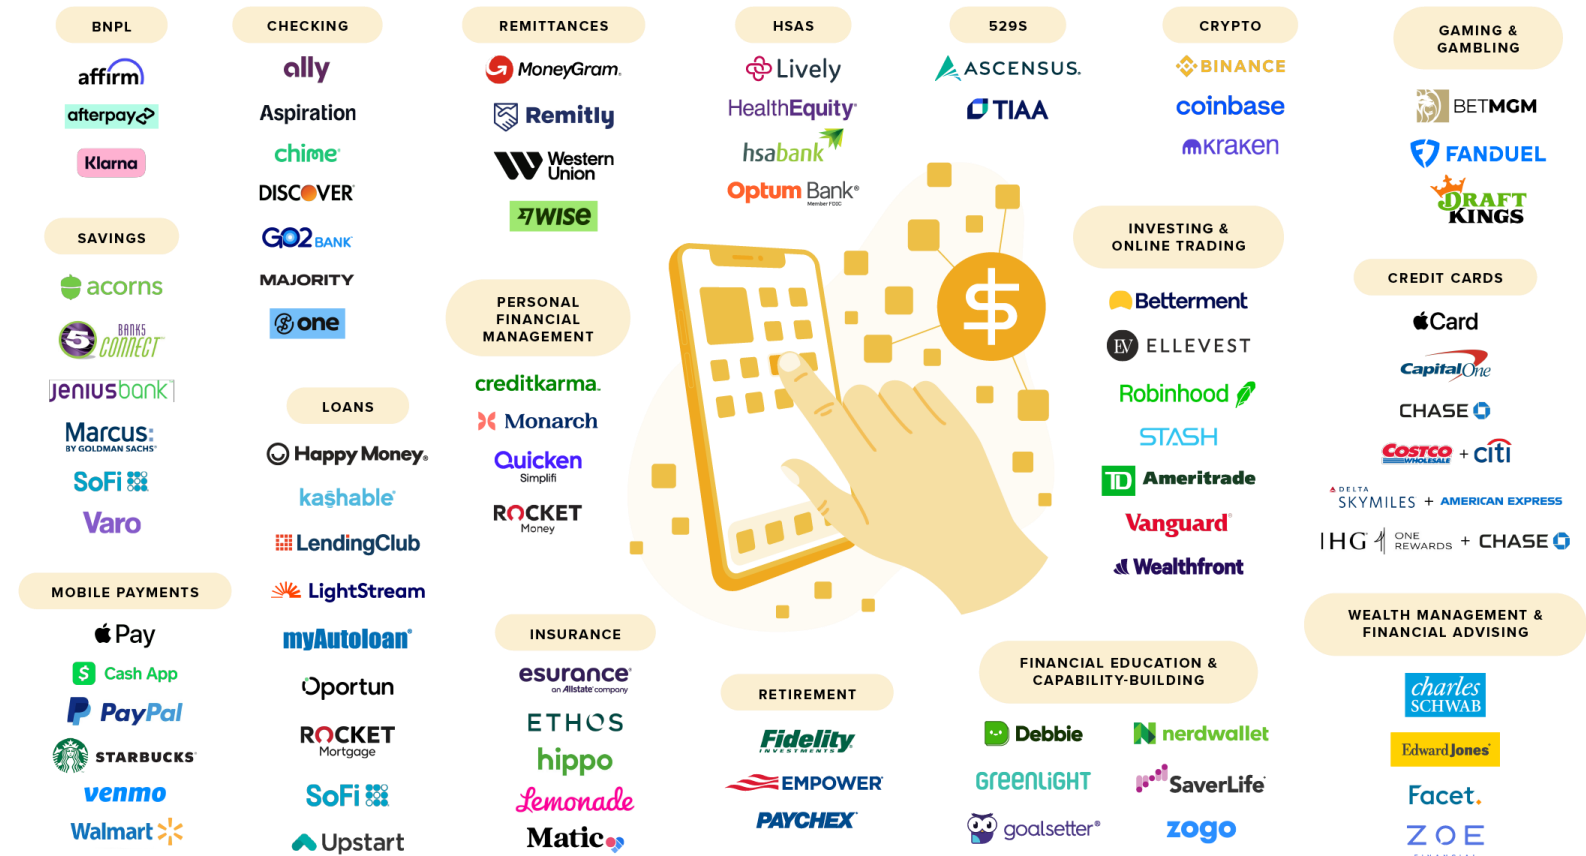 BNPL
affirm
afterpay
Klarna
SAVINGS
acorns
5
BANK5
CONNECT
jeniusbank
Marcus:
BY GOLDMAN SACHS®
SoFi
Varo
MOBILE PAYMENTS
Pay
Cash App
PayPal
STARBUCKS®
venmo
Walmart
CHECKING
ally
Aspiration
chime®
DISCOVER®
GO2BANK
MAJORITY
one
LOANS
Happy Money®
kashable®
LendingClub
LightStream
myAutoloan®
Oportun
ROCKET
Mortgage
SoFi
Upstart
REMITTANCES
MoneyGram®
Remitly
Western
Union
7WISE
PERSONAL
FINANCIAL
MANAGEMENT
creditkarma
Monarch
Quicken
Simplifi
ROCKET
Money
INSURANCE
esurance®
an Allstate® company
ETHOS
hippo
Lemonade
Matic
HSAS
Lively
HealthEquity®
hsabank
Optum Bank®
Member FDIC
$
RETIREMENT
Fidelity
INVESTMENTS
EMPOWER®
PAYCHEX®
529S
ASCENSUS.
TIAA
CRYPTO
BINANCE
coinbase
kraken
INVESTING &
ONLINE TRADING
Betterment
EV ELLEVEST
Robinhood
STASH
TD Ameritrade
Vanguard®
Wealthfront
FINANCIAL EDUCATION &
CAPABILITY-BUILDING
Debbie
nerdwallet
GREENLIGHT
SaverLife®
goalsetter®
zogo
GAMING &
GAMBLING
BETMGM
FANDUEL
DRAFT
KINGS
CREDIT CARDS
Card
Capital One
CHASE
COSTCO
WHOLESALE
+ citi
DELTA
SKYMILES + AMERICAN EXPRESS
IHG ONE
REWARDS + CHASE
WEALTH MANAGEMENT &
FINANCIAL ADVISING
charles
SCHWAB
Edward Jones®
Facet.
ZOE